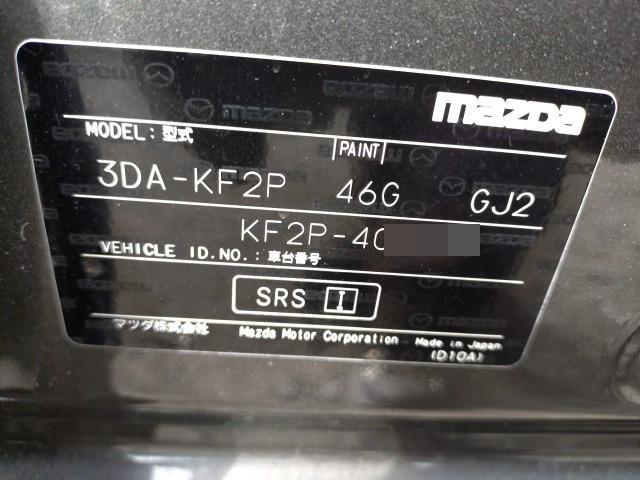 mazda
MODEL:型式
PAINT
3DA-KF2P 46G GJ2
KF2P-40
VEHICLE ID.NO.:車台番号
SRS I
マツダ株式会社 Mazda Motor Corporation Made in Japan
(D10A)